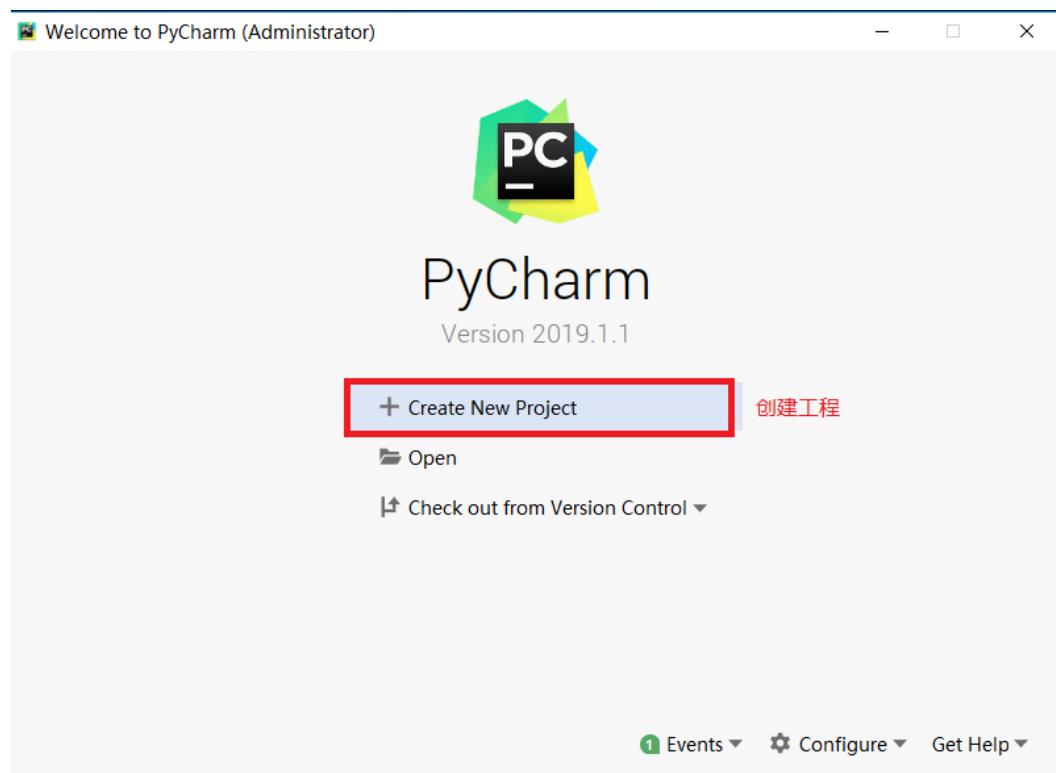 Welcome to PyCharm (Administrator)
PC
PyCharm
Version 2019.1.1
Create New Project 创建工程
Open
Check out from Version Control
1 Events Configure Get Help